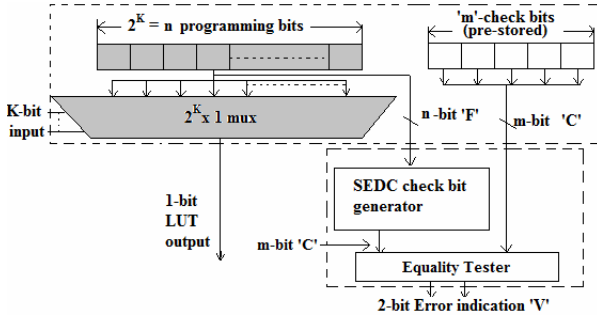 2^K = n programming bits
'm'-check bits
(pre-stored)
K-bit
input
2^K x 1 mux
n -bit 'F'
m-bit 'C'
1-bit
LUT
output
SEDC check bit
generator
m-bit 'C'
Equality Tester
2-bit Error indication 'V'